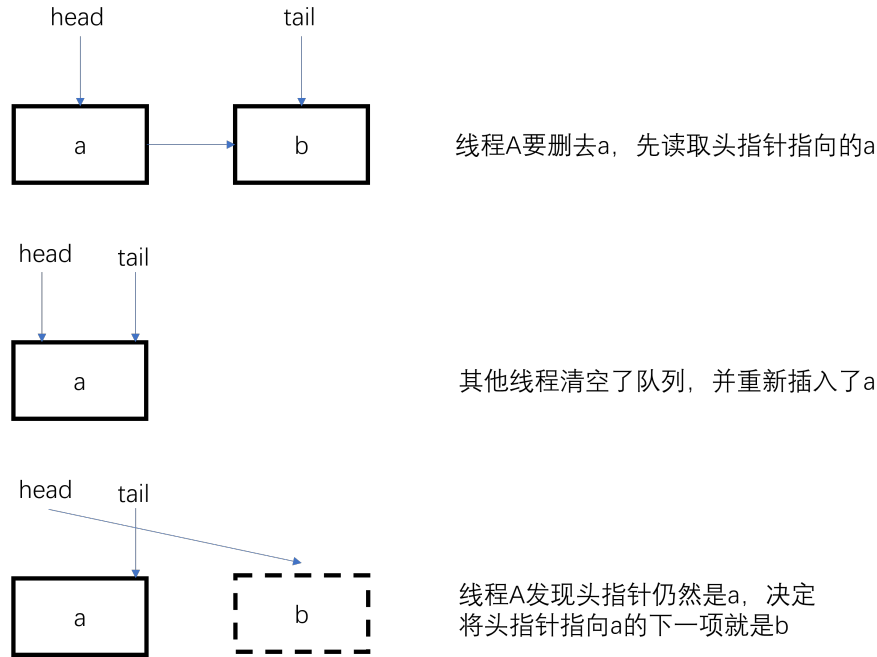 head
tail
a
b
线程A要删去a，先读取头指针指向的a
head
tail
a
其他线程清空了队列，并重新插入了a
head
tail
a
b
线程A发现头指针仍然是a，决定
将头指针指向a的下一项就是b